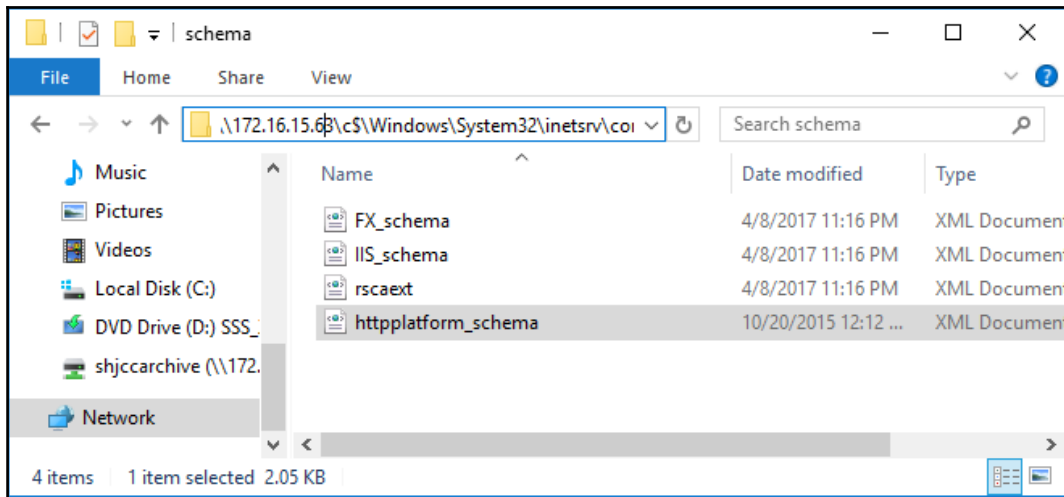 schema
File Home Share View
.\\172.16.15.63\c$\Windows\System32\inetsrv\con Search schema
Music
Pictures
Videos
Local Disk (C:)
DVD Drive (D:) SSS_
shjccarchive (\\172.
Network
Name Date modified Type
FX_schema 4/8/2017 11:16 PM XML Documen
IIS_schema 4/8/2017 11:16 PM XML Documen
rscaext 4/8/2017 11:16 PM XML Documen
httpplatform_schema 10/20/2015 12:12 ... XML Documen
4 items 1 item selected 2.05 KB